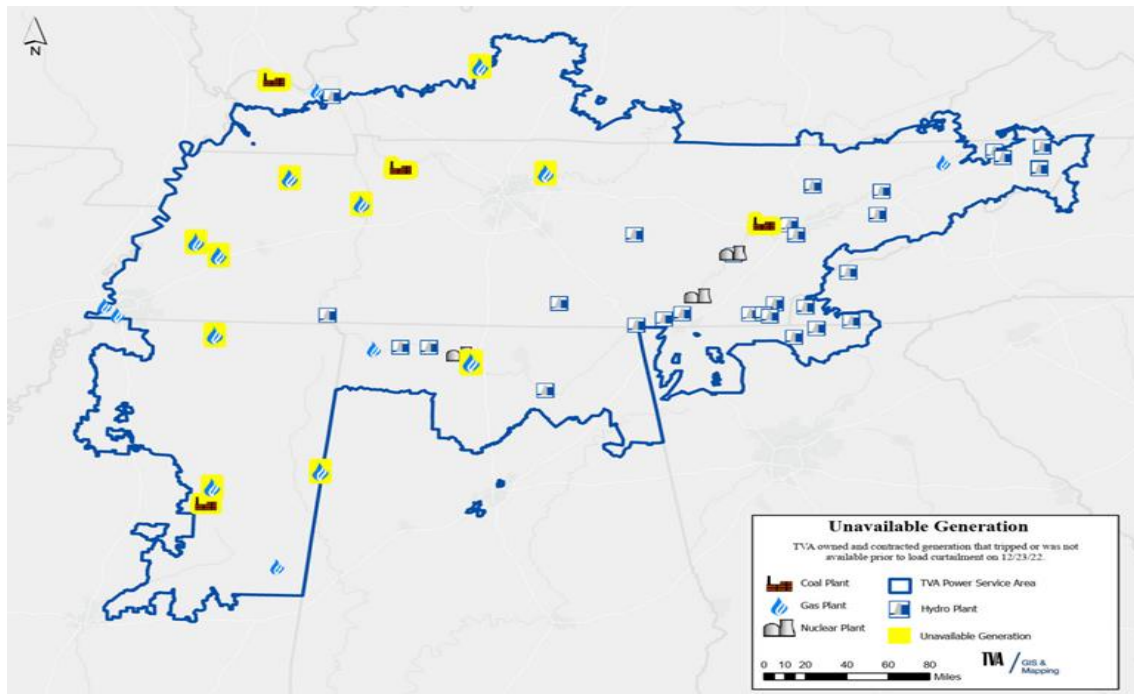 N
Unavailable Generation
TVA owned and contracted generation that tripped or was not
available prior to load curtailment on 12/23/22.
Coal Plant
TVA Power Service Area
Gas Plant
Hydro Plant
Nuclear Plant
Unavailable Generation
0 10 20 40 60 80
Miles
TVA / GIS &
Mapping